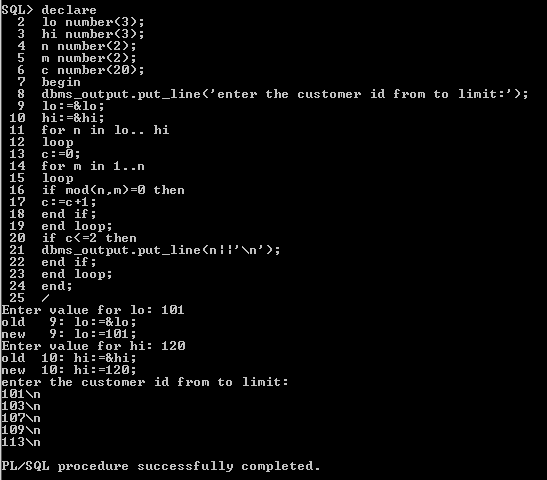 SQL> declare
2 lo number(3);
3 hi number(3);
4 n number(2);
5 m number(2);
6 c number(20);
7 begin
8 dbms_output.put_line('enter the customer id from to limit:');
9 lo:=&lo;
10 hi:=&hi;
11 for n in lo.. hi
12 loop
13 c:=0;
14 for m in 1..n
15 loop
16 if mod(n,m)=0 then
17 c:=c+1;
18 end if;
19 end loop;
20 if c<=2 then
21 dbms_output.put_line(n||'\n');
22 end if;
23 end loop;
24 end;
25 /
Enter value for lo: 101
old 9: lo:=&lo;
new 9: lo:=101;
Enter value for hi: 120
old 10: hi:=&hi;
new 10: hi:=120;
enter the customer id from to limit:
101\n
103\n
107\n
109\n
113\n
PL/SQL procedure successfully completed.